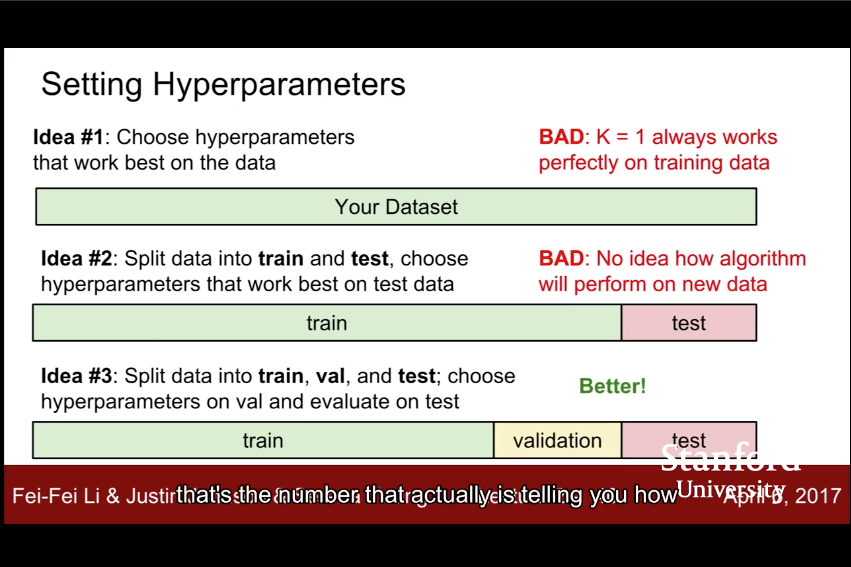 Setting Hyperparameters
Idea #1: Choose hyperparameters
that work best on the data
BAD: K = 1 always works
perfectly on training data
Your Dataset
Idea #2: Split data into train and test, choose
hyperparameters that work best on test data
BAD: No idea how algorithm
will perform on new data
train
test
Idea #3: Split data into train, val, and test; choose
hyperparameters on val and evaluate on test
Better!
train
validation
test
Stanford
University
Fei-Fei Li & Justin
April 6, 2017
that's the number that actually is telling you how